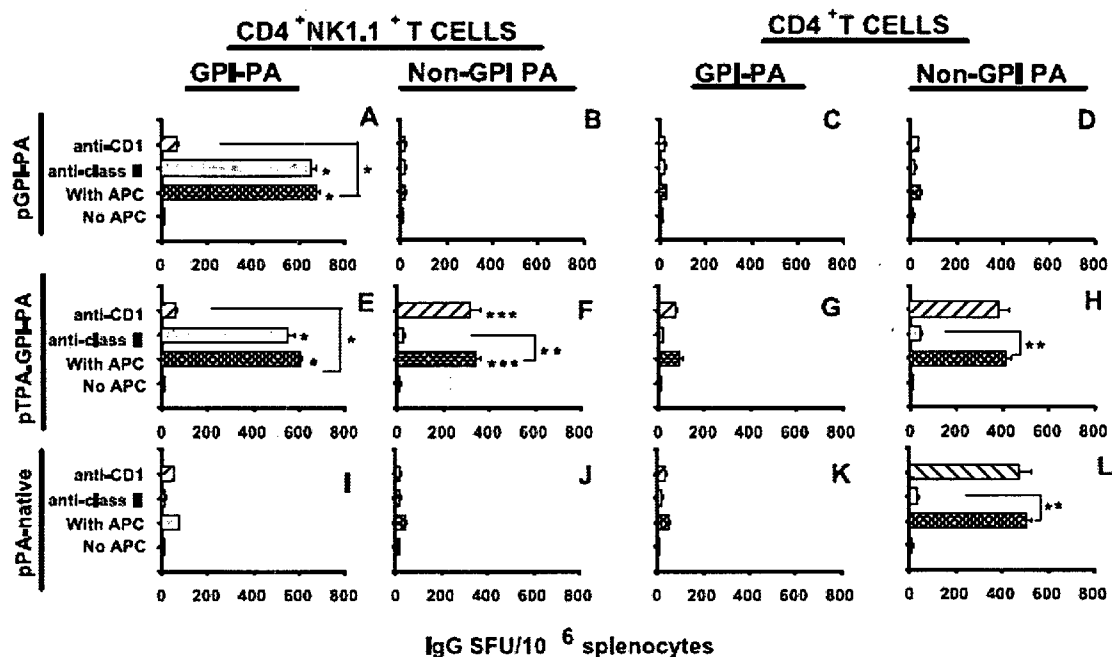 CD4 +NK1.1 + T CELLS CD4 +T CELLS
GPI-PA Non-GPI PA GPI-PA Non-GPI PA
pGPI-PA
A B C D
anti-CD1
anti-class II * *
With APC *
No APC
0 200 400 600 800 0 200 400 600 800 0 200 400 600 800 0 200 400 600 800
pTPA-GPI-PA
E F G H
anti-CD1 ***
anti-class II * * ** **
With APC * ***
No APC
0 200 400 600 800 0 200 400 600 800 0 200 400 600 800 0 200 400 600 800
pPA-native
I J K L
anti-CD1
anti-class II **
With APC
No APC
0 200 400 600 800 0 200 400 600 800 0 200 400 600 800 0 200 400 600 800
IgG SFU/10 6 splenocytes